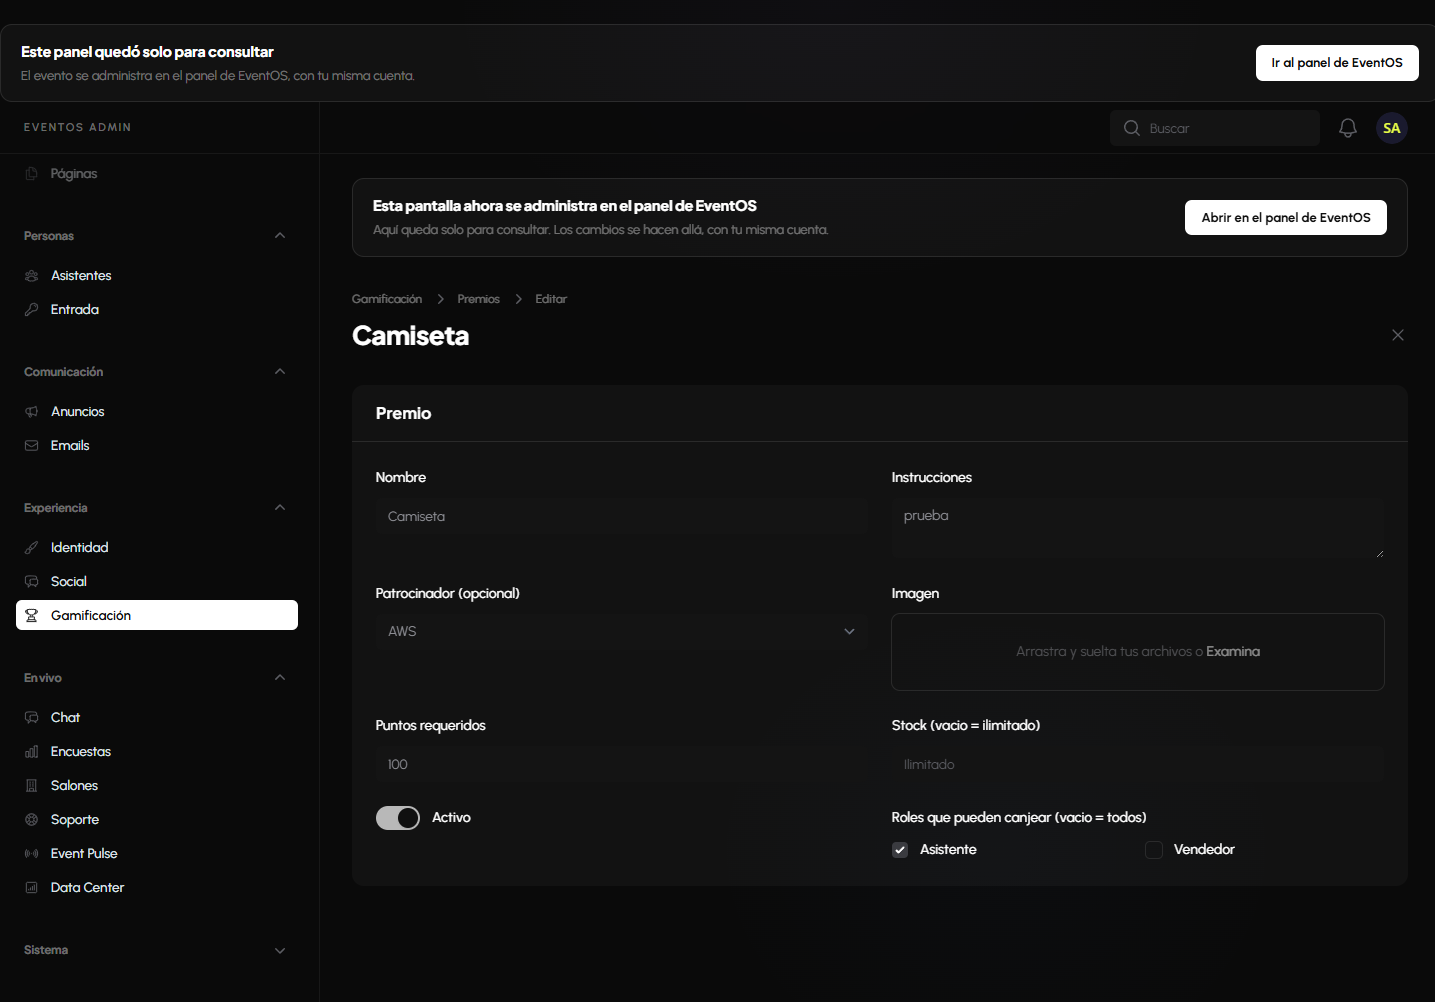 Este panel quedó solo para consultar
El evento se administra en el panel de EventOS, con tu misma cuenta.
Ir al panel de EventOS
EVENTOS ADMIN
Buscar
SA
Páginas
Personas
Asistentes
Entrada
Comunicación
Anuncios
Emails
Experiencia
Identidad
Social
Gamificación
En vivo
Chat
Encuestas
Salones
Soporte
Event Pulse
Data Center
Sistema
Esta pantalla ahora se administra en el panel de EventOS
Aquí queda solo para consultar. Los cambios se hacen allá, con tu misma cuenta.
Abrir en el panel de EventOS
Gamificación > Premios > Editar
Camiseta
Premio
Nombre
Camiseta
Instrucciones
prueba
Patrocinador (opcional)
AWS
Imagen
Arrastra y suelta tus archivos o Examina
Puntos requeridos
100
Stock (vacio = ilimitado)
Ilimitado
Activo
Roles que pueden canjear (vacio = todos)
Asistente
Vendedor